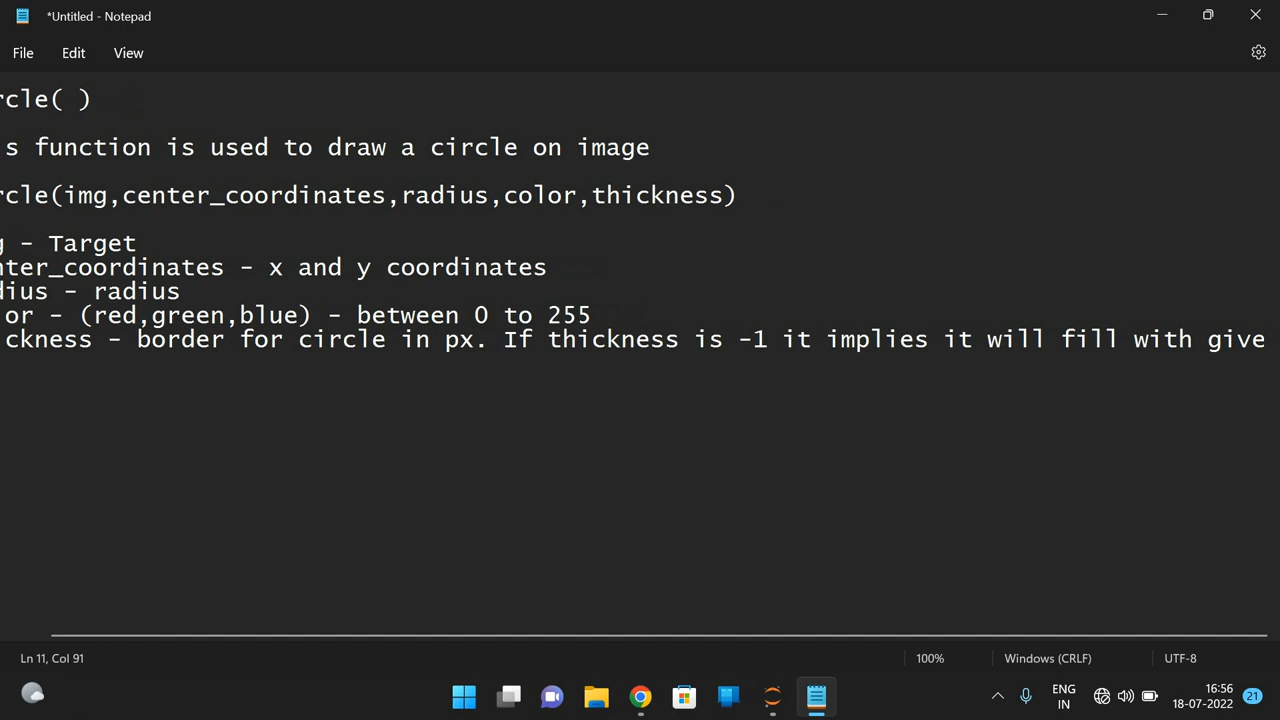 *Untitled - Notepad
File Edit View
rcle( )
s function is used to draw a circle on image
rcle(img,center_coordinates,radius,color,thickness)
g - Target
nter_coordinates - x and y coordinates
dius - radius
or - (red,green,blue) - between 0 to 255
ckness - border for circle in px. If thickness is -1 it implies it will fill with give
Ln 11, Col 91
100%
Windows (CRLF)
UTF-8
ENG
IN
16:56
18-07-2022
21